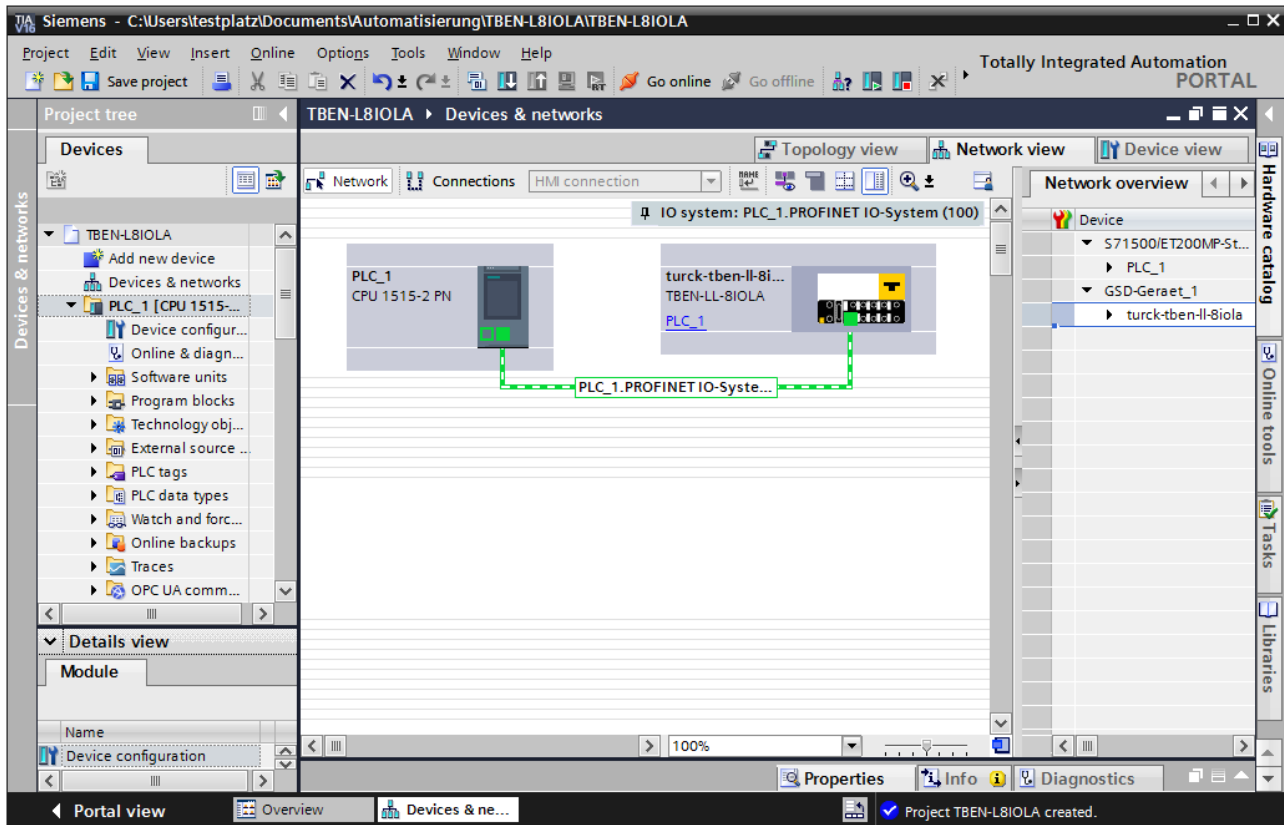 TIA V16 Siemens - C:\Users\testplatz\Documents\Automatisierung\TBEN-L8IOLA\TBEN-L8IOLA
Project Edit View Insert Online Options Tools Window Help
Totally Integrated Automation
PORTAL
Save project
RT
Go online
Go offline
Project tree
TBEN-L8IOLA Devices & networks
Devices
Topology view Network view Device view
Network Connections HMI connection
NAME
Network overview
IO system: PLC_1.PROFINET IO-System (100)
Devices & networks
TBEN-L8IOLA
Add new device
Devices & networks
PLC_1 [CPU 1515-...
Device configur...
Online & diagn...
Software units
Program blocks
Technology obj...
External source ...
PLC tags
PLC data types
Watch and forc...
Online backups
Traces
OPC UA comm...
PLC_1
CPU 1515-2 PN
turck-tben-ll-8i...
TBEN-LL-8IOLA
PLC_1
PLC_1.PROFINET IO-Syste...
Device
S71500/ET200MP-St...
PLC_1
GSD-Geraet_1
turck-tben-ll-8iola
Hardware catalog
Online tools
Tasks
Libraries
Details view
Module
Name
Device configuration
100%
Properties Info Diagnostics
Portal view Overview Devices & ne... Project TBEN-L8IOLA created.